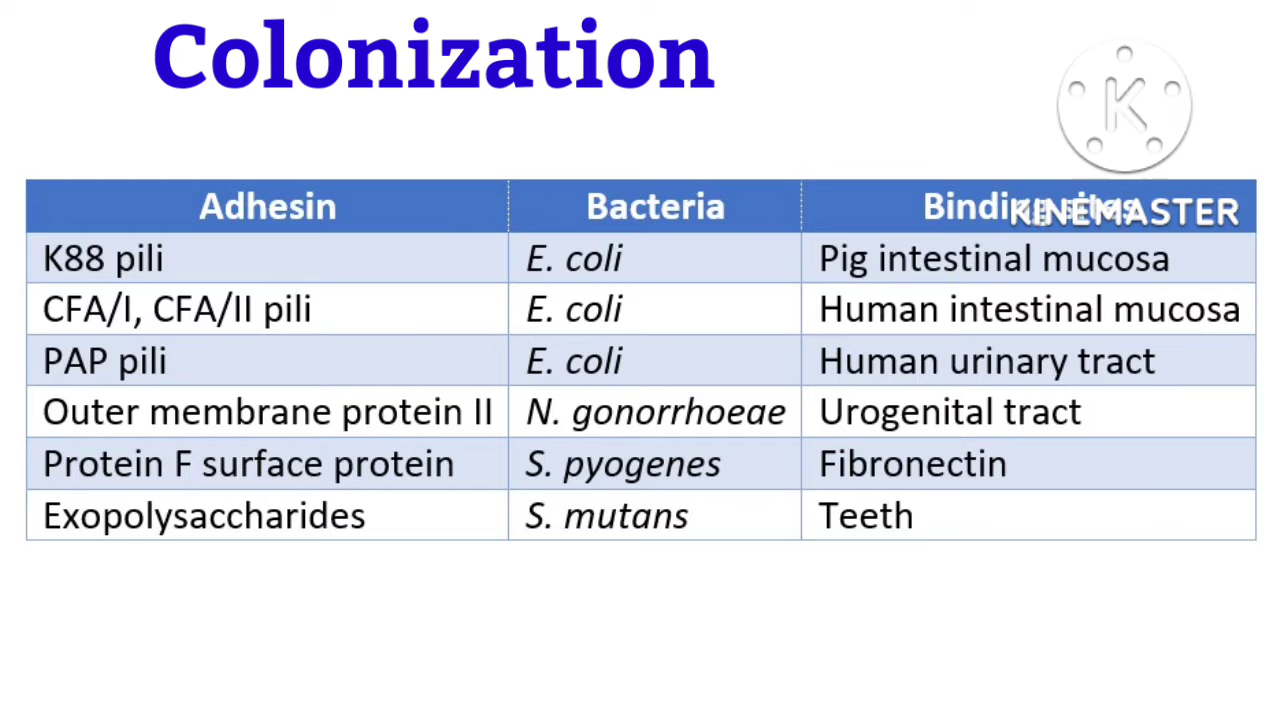 Colonization
K
KINEMASTER
Adhesin Bacteria Binding sites
K88 pili E. coli Pig intestinal mucosa
CFA/I, CFA/II pili E. coli Human intestinal mucosa
PAP pili E. coli Human urinary tract
Outer membrane protein II N. gonorrhoeae Urogenital tract
Protein F surface protein S. pyogenes Fibronectin
Exopolysaccharides S. mutans Teeth